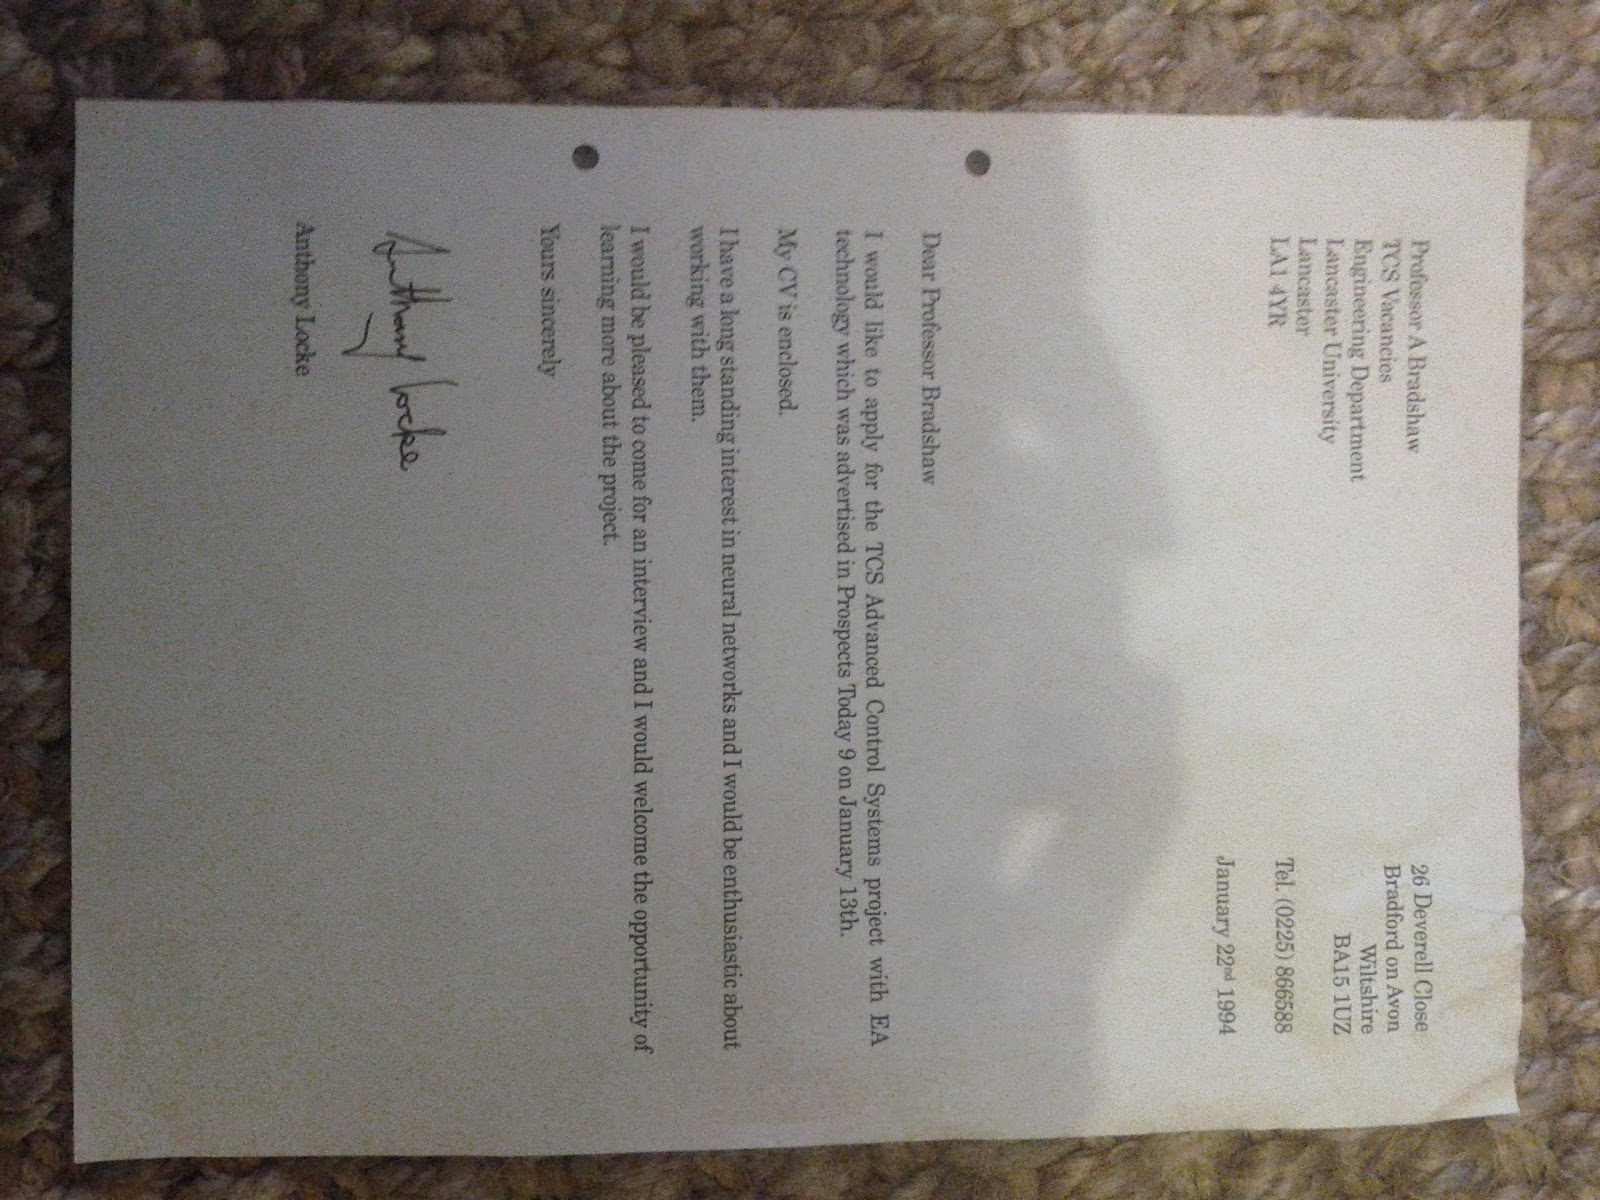 26 Deverell Close
Bradford on Avon
Wiltshire
BA15 1UZ
Professor A Bradshaw
TCS Vacancies
Engineering Department
Lancaster University
Lancaster
LA1 4YR
Tel. (0225) 866588
January 22nd 1994
Dear Professor Bradshaw
I would like to apply for the TCS Advanced Control Systems project with EA
technology which was advertised in Prospects Today 9 on January 13th.
My CV is enclosed.
I have a long standing interest in neural networks and I would be enthusiastic about
working with them.
I would be pleased to come for an interview and I would welcome the opportunity of
learning more about the project.
Yours sincerely
Anthony Locke
Anthony Locke